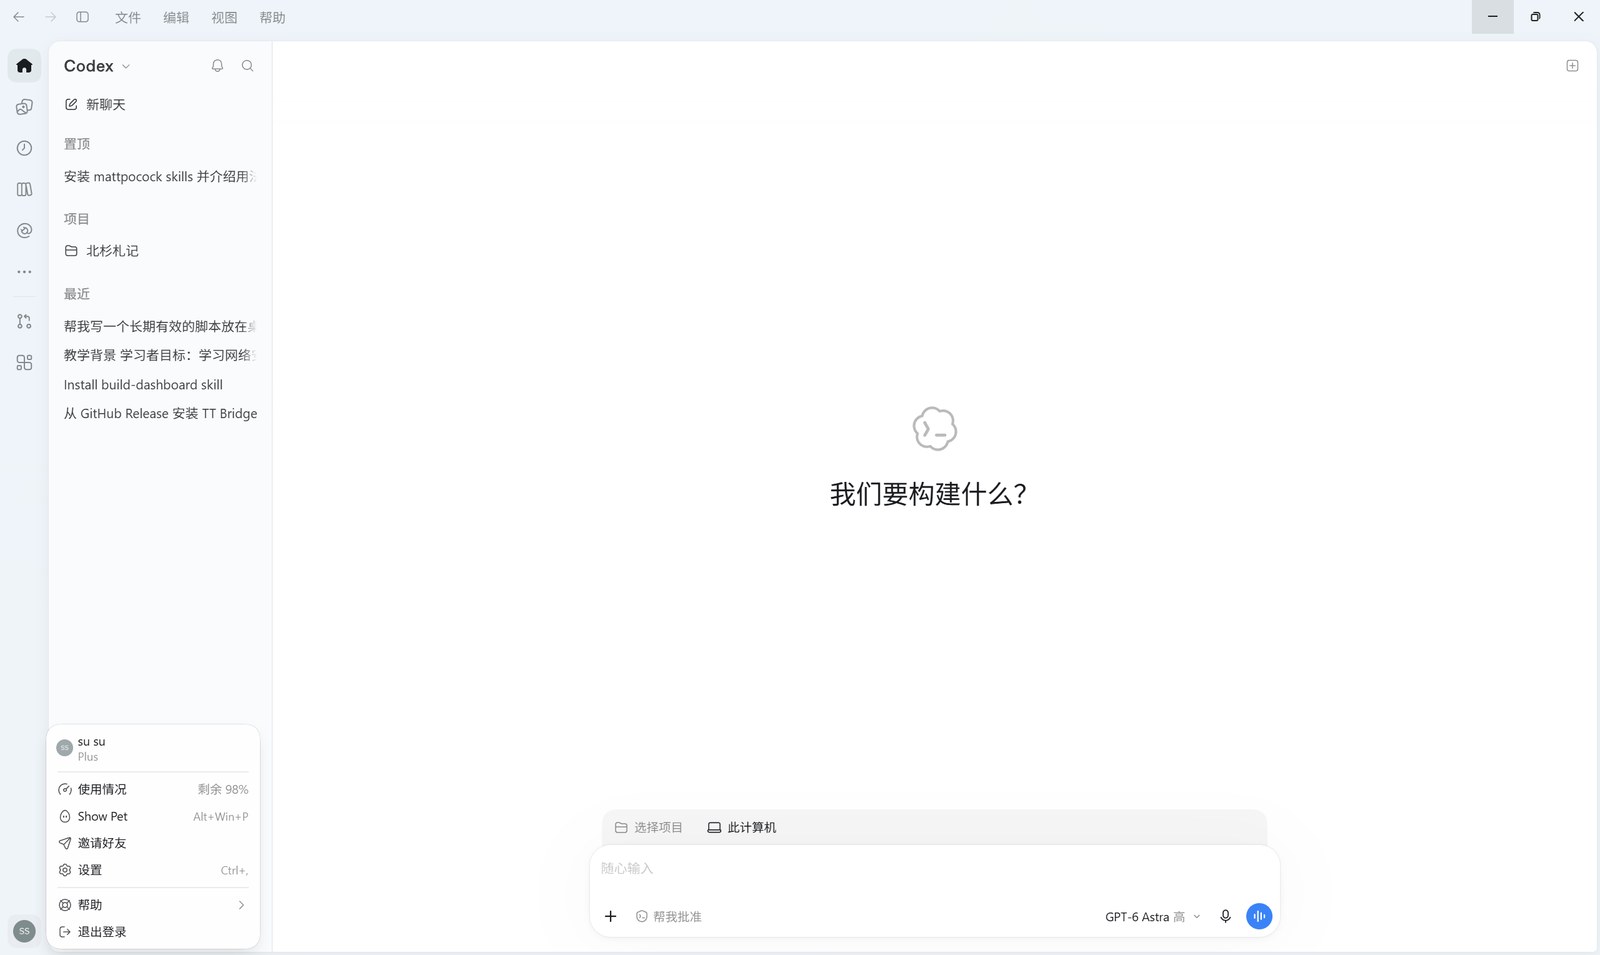 文件 编辑 视图 帮助
Codex
新聊天
置顶
安装 mattpocock skills 并介绍用
项目
北杉札记
最近
帮我写一个长期有效的脚本放在
教学背景 学习者目标：学习网络
Install build-dashboard skill
从 GitHub Release 安装 TT Bridge
我们要构建什么？
选择项目 此计算机
随心输入
帮我批准
GPT-6 Astra 高
SS su su
Plus
使用情况 剩余 98%
Show Pet Alt+Win+P
邀请好友
设置 Ctrl+,
帮助
退出登录
SS